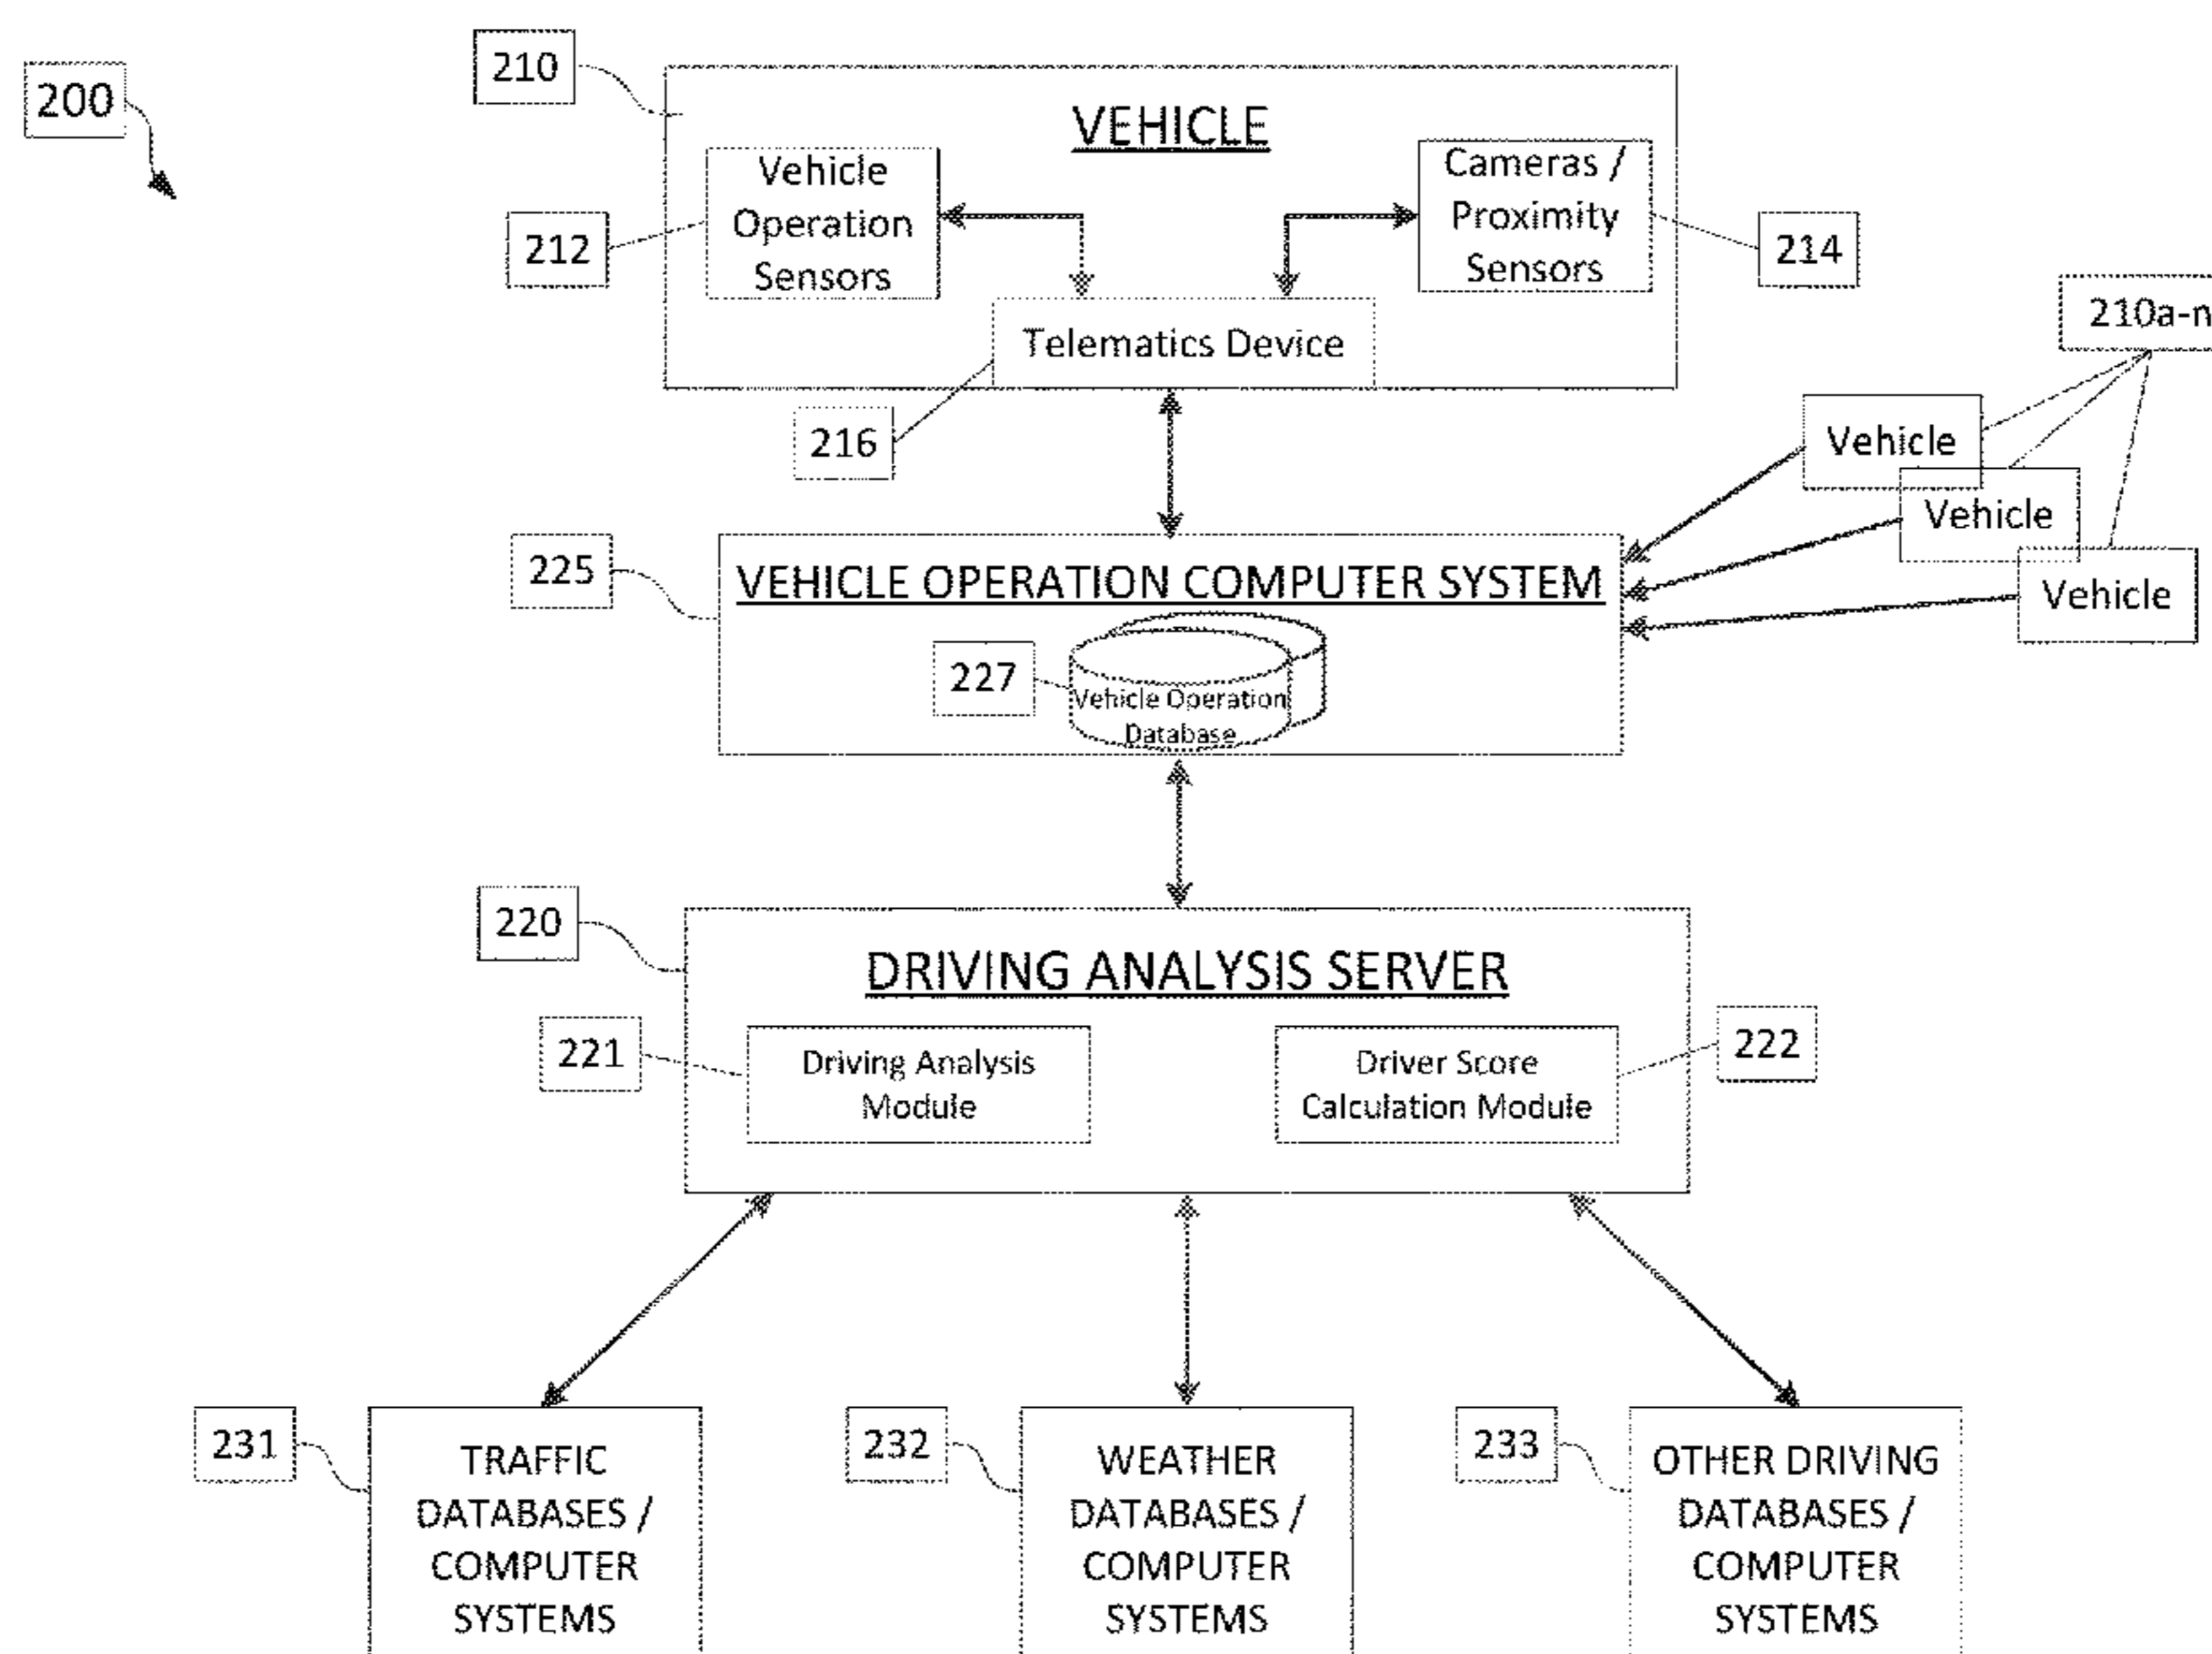 200
210
VEHICLE
Vehicle
Operation
Sensors
212
Cameras /
Proximity
Sensors
214
Telematics Device
216
210a-n
Vehicle
Vehicle
Vehicle
225
VEHICLE OPERATION COMPUTER SYSTEM
227
Vehicle Operation
Database
220
DRIVING ANALYSIS SERVER
221
Driving Analysis
Module
Driver Score
Calculation Module
222
231
TRAFFIC
DATABASES /
COMPUTER
SYSTEMS
232
WEATHER
DATABASES /
COMPUTER
SYSTEMS
233
OTHER DRIVING
DATABASES /
COMPUTER
SYSTEMS